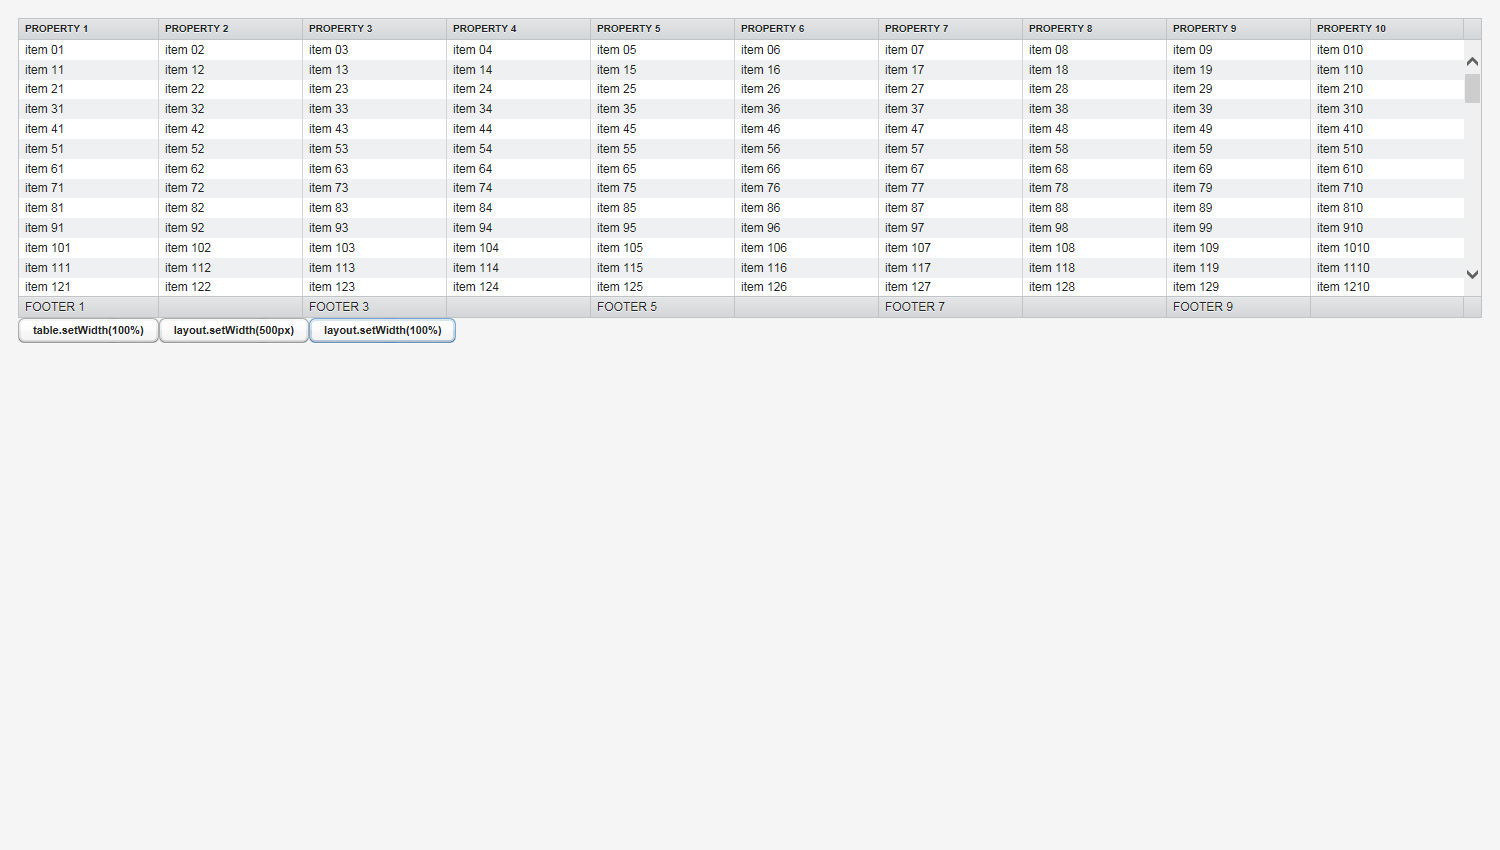 PROPERTY 1 PROPERTY 2 PROPERTY 3 PROPERTY 4 PROPERTY 5 PROPERTY 6 PROPERTY 7 PROPERTY 8 PROPERTY 9 PROPERTY 10
item 01 item 02 item 03 item 04 item 05 item 06 item 07 item 08 item 09 item 010
item 11 item 12 item 13 item 14 item 15 item 16 item 17 item 18 item 19 item 110
item 21 item 22 item 23 item 24 item 25 item 26 item 27 item 28 item 29 item 210
item 31 item 32 item 33 item 34 item 35 item 36 item 37 item 38 item 39 item 310
item 41 item 42 item 43 item 44 item 45 item 46 item 47 item 48 item 49 item 410
item 51 item 52 item 53 item 54 item 55 item 56 item 57 item 58 item 59 item 510
item 61 item 62 item 63 item 64 item 65 item 66 item 67 item 68 item 69 item 610
item 71 item 72 item 73 item 74 item 75 item 76 item 77 item 78 item 79 item 710
item 81 item 82 item 83 item 84 item 85 item 86 item 87 item 88 item 89 item 810
item 91 item 92 item 93 item 94 item 95 item 96 item 97 item 98 item 99 item 910
item 101 item 102 item 103 item 104 item 105 item 106 item 107 item 108 item 109 item 1010
item 111 item 112 item 113 item 114 item 115 item 116 item 117 item 118 item 119 item 1110
item 121 item 122 item 123 item 124 item 125 item 126 item 127 item 128 item 129 item 1210
FOOTER 1 FOOTER 3 FOOTER 5 FOOTER 7 FOOTER 9
table.setWidth(100%) layout.setWidth(500px) layout.setWidth(100%)